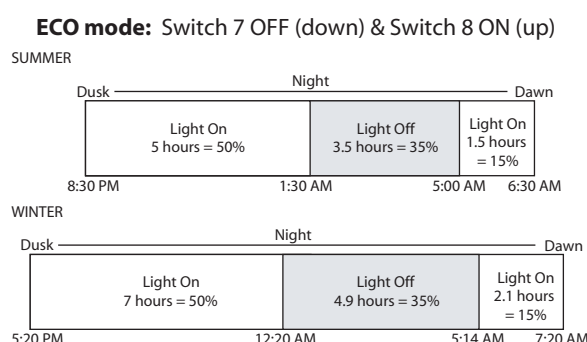 ECO mode: Switch 7 OFF (down) & Switch 8 ON (up)
SUMMER
Night
Dusk Dawn
Light On
5 hours = 50%
Light Off
3.5 hours = 35%
Light On
1.5 hours
= 15%
8:30 PM 1:30 AM 5:00 AM 6:30 AM
WINTER
Night
Dusk Dawn
Light On
7 hours = 50%
Light Off
4.9 hours = 35%
Light On
2.1 hours
= 15%
5:20 PM 12:20 AM 5:14 AM 7:20 AM